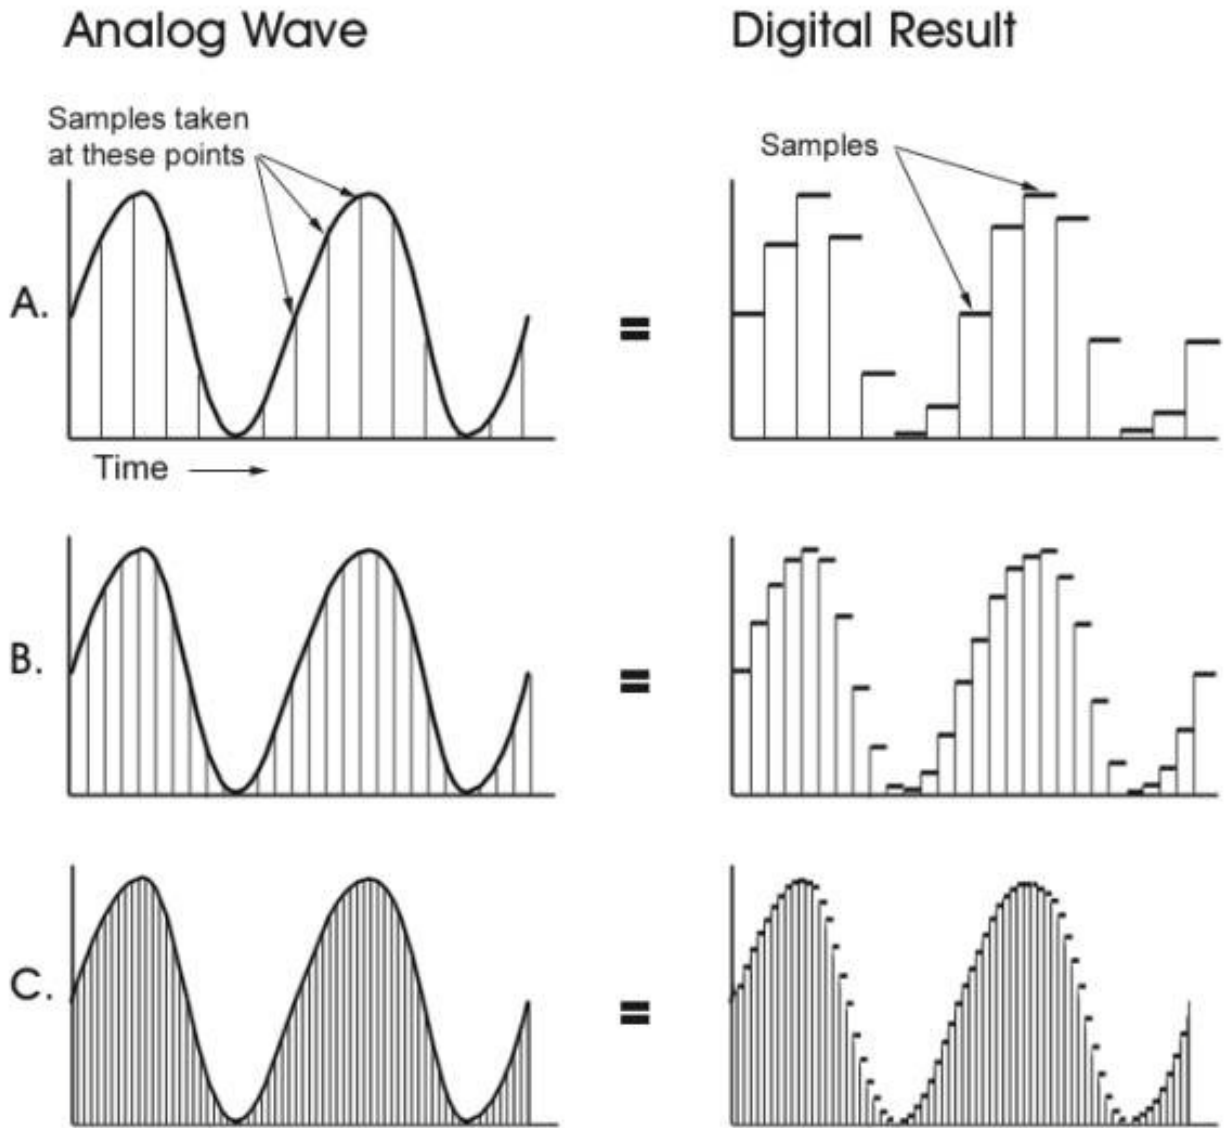 Analog Wave
Digital Result
Samples taken
at these points
Samples
A.
=
Time
B.
=
C.
=